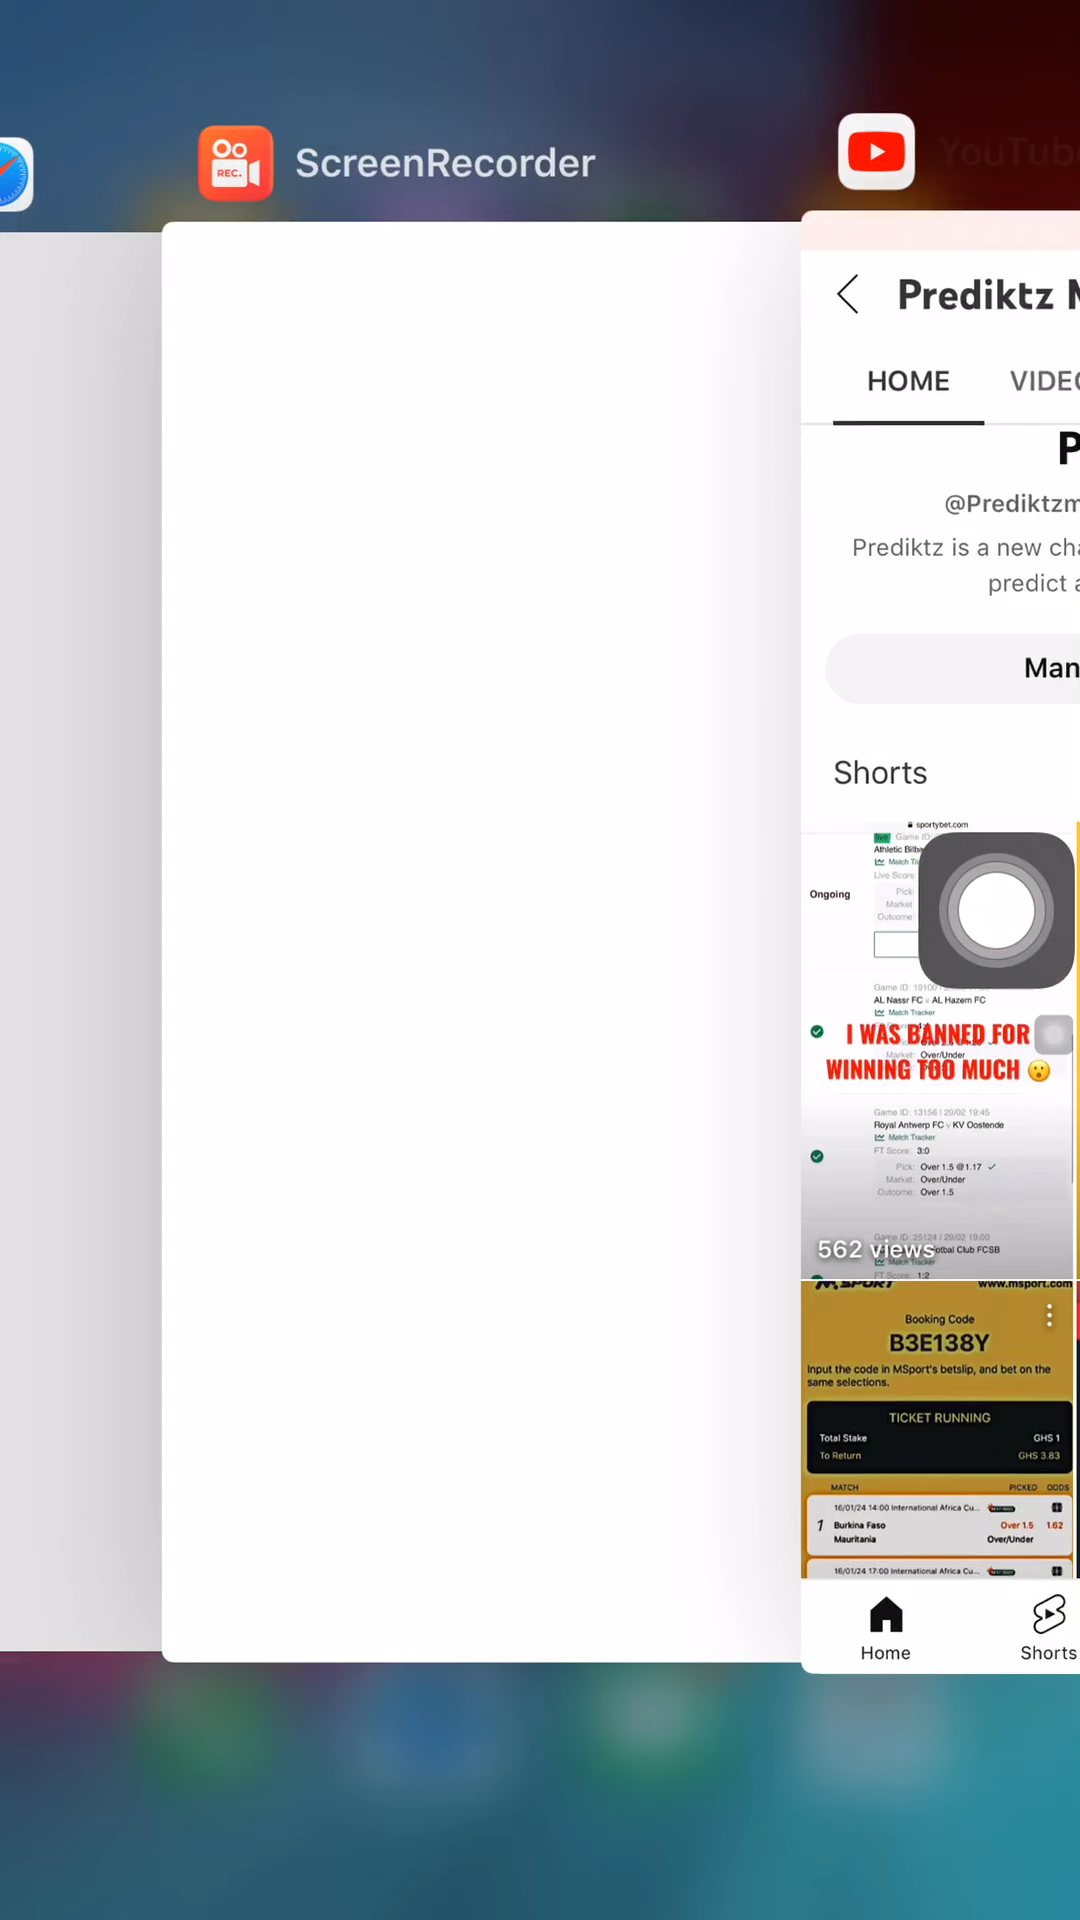 REC.
ScreenRecorder
YouTube
Prediktz
HOME
VIDEO
P
@Prediktzm
Prediktz is a new cha
predict a
Man
Shorts
sportybet.com
Game ID:
Athletic Bilba
Match Tra
Live Score:
Ongoing
Pick:
Market:
Outcome:
Game ID: 19100
AL Nassr FC v AL Hazem FC
Match Tracker
I WAS BANNED FOR
WINNING TOO MUCH 😮
Market: Over/Under
Game ID: 13156 | 29/02 19:45
Royal Antwerp FC v KV Oostende
Match Tracker
FT Score: 3:0
Pick: Over 1.5 @1.17
Market: Over/Under
Outcome: Over 1.5
Game ID: 25124 | 29/02 19:00
562 views
otbal Club FCSB
Match Tracker
FT Score: 1:2
M.SPORT www.msport.com
Booking Code
B3E138Y
Input the code in MSport's betslip, and bet on the
same selections.
TICKET RUNNING
Total Stake GHS 1
To Return GHS 3.83
MATCH PICKED ODDS
16/01/24 14:00 International Africa Cu...
1 Burkina Faso Over 1.5 1.62
Mauritania Over/Under
16/01/24 17:00 International Africa Cu...
Home
Shorts